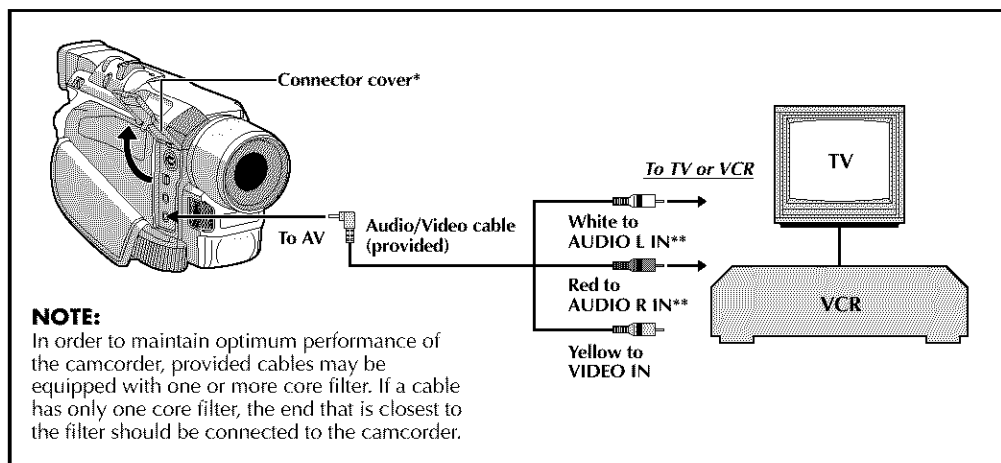 Connector cover*
To AV
Audio/Video cable
(provided)
To TV or VCR
White to
AUDIO L IN**
Red to
AUDIO R IN**
Yellow to
VIDEO IN
TV
VCR
NOTE:
In order to maintain optimum performance of
the camcorder, provided cables may be
equipped with one or more core filter. If a cable
has only one core filter, the end that is closest to
the filter should be connected to the camcorder.